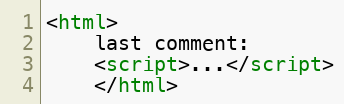 1 <html>
2     last comment:
3     <script>...</script>
4     </html>